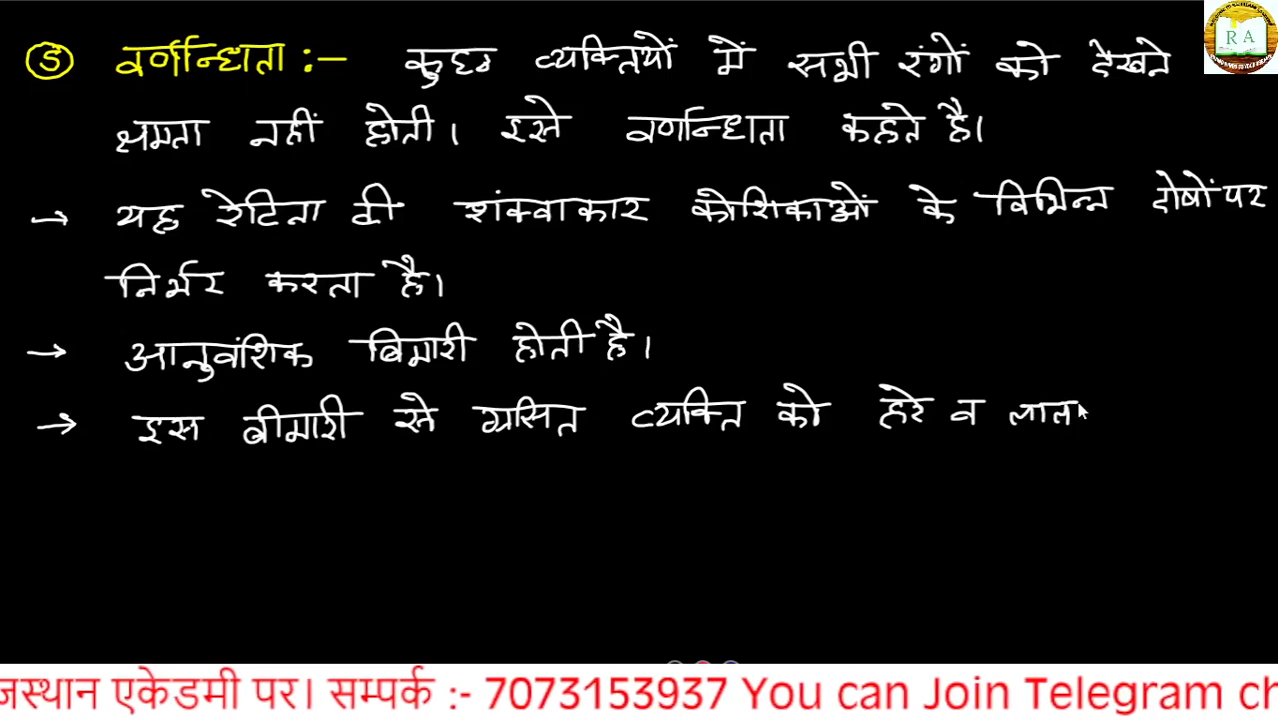 RA
⑤ वर्णान्धता :- कुछ व्यक्तियों में सभी रंगों को देखने
क्षमता नहीं होती। इसे वर्णान्धता कहते है।
→ यह रेटिना की शंक्वाकार कोशिकाओं के विभिन्न दोषों पर
निर्भर करता है।
→ आनुवंशिक बिमारी होती है।
→ इस बीमारी से ग्रसित व्यक्ति को हरे व लाल
जस्थान एकेडमी पर। सम्पर्क :- 7073153937 You can Join Telegram ch